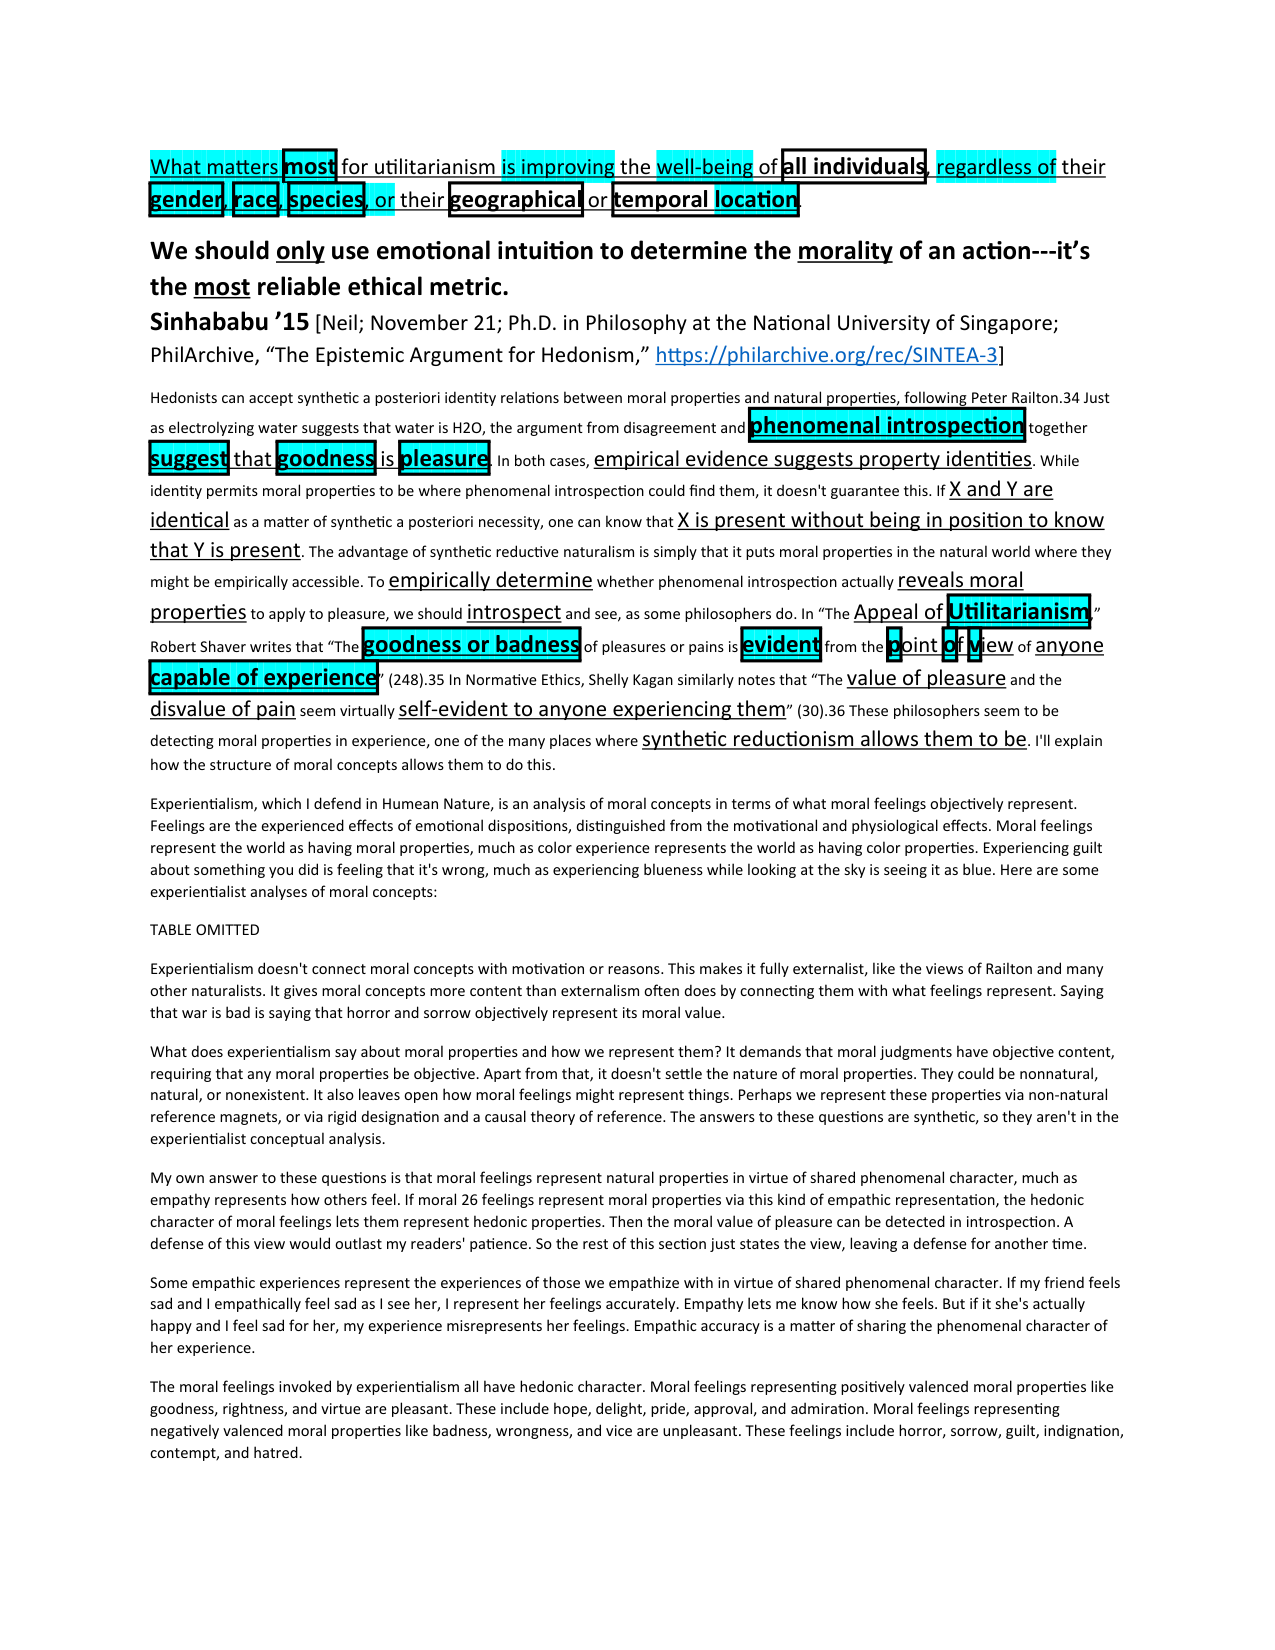 What matters most for utilitarianism is improving the well-being of all individuals, regardless of their
gender, race, species, or their geographical or temporal location.
We should only use emotional intuition to determine the morality of an action---it’s
the most reliable ethical metric.
Sinhababu ’15 [Neil; November 21; Ph.D. in Philosophy at the National University of Singapore;
PhilArchive, “The Epistemic Argument for Hedonism,” https://philarchive.org/rec/SINTEA-3]
Hedonists can accept synthetic a posteriori identity relations between moral properties and natural properties, following Peter Railton.34 Just
as electrolyzing water suggests that water is H2O, the argument from disagreement and phenomenal introspection together
suggest that goodness is pleasure. In both cases, empirical evidence suggests property identities. While
identity permits moral properties to be where phenomenal introspection could find them, it doesn't guarantee this. If X and Y are
identical as a matter of synthetic a posteriori necessity, one can know that X is present without being in position to know
that Y is present. The advantage of synthetic reductive naturalism is simply that it puts moral properties in the natural world where they
might be empirically accessible. To empirically determine whether phenomenal introspection actually reveals moral
properties to apply to pleasure, we should introspect and see, as some philosophers do. In “The Appeal of Utilitarianism,”
Robert Shaver writes that “The goodness or badness of pleasures or pains is evident from the point of view of anyone
capable of experience” (248).35 In Normative Ethics, Shelly Kagan similarly notes that “The value of pleasure and the
disvalue of pain seem virtually self-evident to anyone experiencing them” (30).36 These philosophers seem to be
detecting moral properties in experience, one of the many places where synthetic reductionism allows them to be. I'll explain
how the structure of moral concepts allows them to do this.
Experientialism, which I defend in Humean Nature, is an analysis of moral concepts in terms of what moral feelings objectively represent.
Feelings are the experienced effects of emotional dispositions, distinguished from the motivational and physiological effects. Moral feelings
represent the world as having moral properties, much as color experience represents the world as having color properties. Experiencing guilt
about something you did is feeling that it's wrong, much as experiencing blueness while looking at the sky is seeing it as blue. Here are some
experientialist analyses of moral concepts:
TABLE OMITTED
Experientialism doesn't connect moral concepts with motivation or reasons. This makes it fully externalist, like the views of Railton and many
other naturalists. It gives moral concepts more content than externalism often does by connecting them with what feelings represent. Saying
that war is bad is saying that horror and sorrow objectively represent its moral value.
What does experientialism say about moral properties and how we represent them? It demands that moral judgments have objective content,
requiring that any moral properties be objective. Apart from that, it doesn't settle the nature of moral properties. They could be nonnatural,
natural, or nonexistent. It also leaves open how moral feelings might represent things. Perhaps we represent these properties via non-natural
reference magnets, or via rigid designation and a causal theory of reference. The answers to these questions are synthetic, so they aren't in the
experientialist conceptual analysis.
My own answer to these questions is that moral feelings represent natural properties in virtue of shared phenomenal character, much as
empathy represents how others feel. If moral 26 feelings represent moral properties via this kind of empathic representation, the hedonic
character of moral feelings lets them represent hedonic properties. Then the moral value of pleasure can be detected in introspection. A
defense of this view would outlast my readers' patience. So the rest of this section just states the view, leaving a defense for another time.
Some empathic experiences represent the experiences of those we empathize with in virtue of shared phenomenal character. If my friend feels
sad and I empathically feel sad as I see her, I represent her feelings accurately. Empathy lets me know how she feels. But if it she's actually
happy and I feel sad for her, my experience misrepresents her feelings. Empathic accuracy is a matter of sharing the phenomenal character of
her experience.
The moral feelings invoked by experientialism all have hedonic character. Moral feelings representing positively valenced moral properties like
goodness, rightness, and virtue are pleasant. These include hope, delight, pride, approval, and admiration. Moral feelings representing
negatively valenced moral properties like badness, wrongness, and vice are unpleasant. These feelings include horror, sorrow, guilt, indignation,
contempt, and hatred.